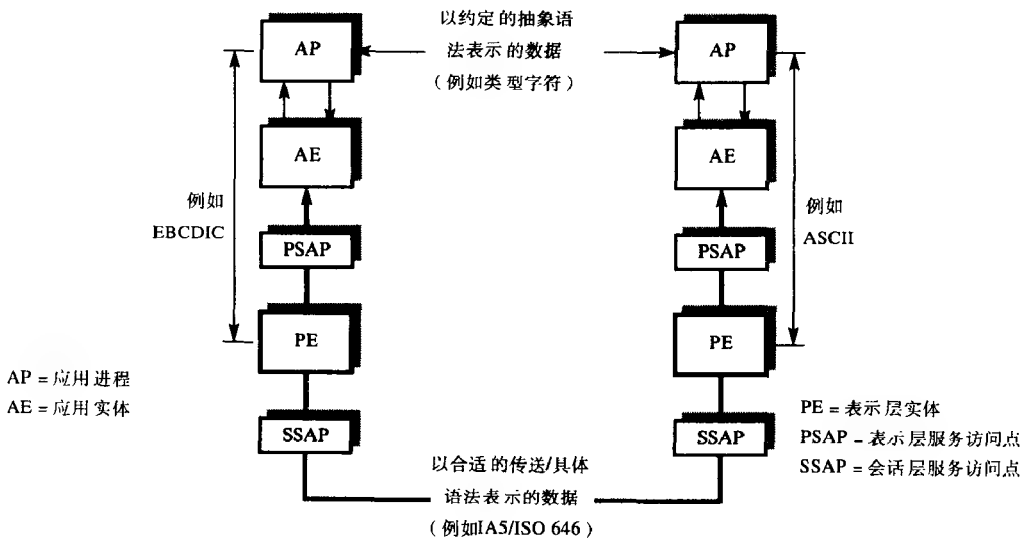 以约定的抽象语
法表示的数据
（例如类型字符）
AP
AP
AE
AE
例如
EBCDIC
例如
ASCII
PSAP
PSAP
PE
PE
AP = 应用进程
AE = 应用实体
SSAP
SSAP
PE = 表示层实体
PSAP = 表示层服务访问点
SSAP = 会话层服务访问点
以合适的传送/具体
语法表示的数据
（例如IA5/ISO 646）